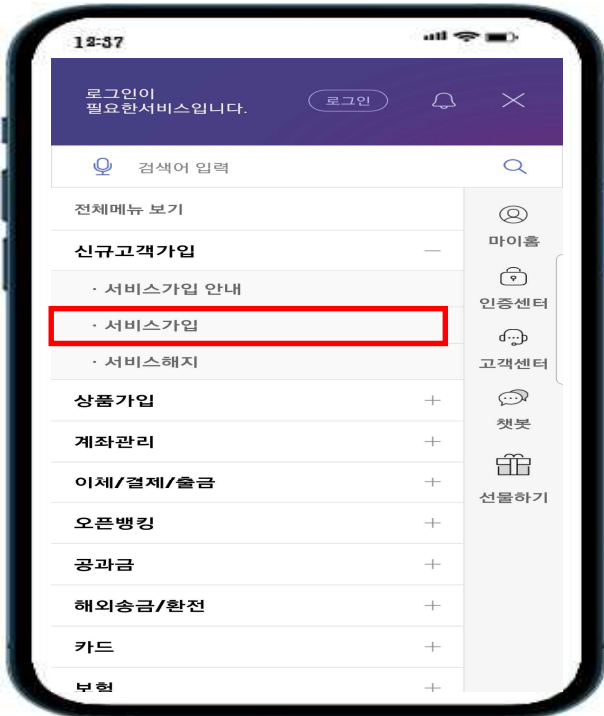 12:37
로그인이
필요한서비스입니다.
로그인
검색어 입력
전체메뉴 보기
신규고객가입
· 서비스가입 안내
· 서비스가입
· 서비스해지
상품가입
계좌관리
이체/결제/출금
오픈뱅킹
공과금
해외송금/환전
카드
보험
마이홈
인증센터
고객센터
챗봇
선물하기